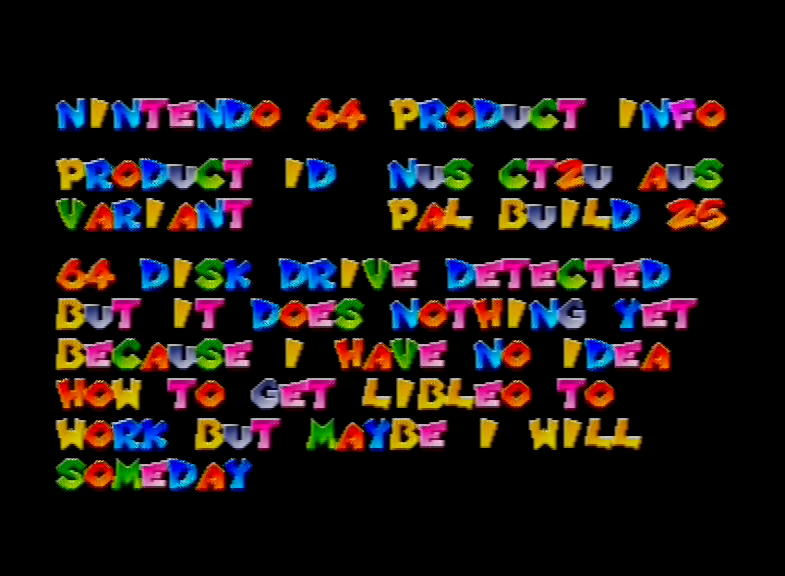 NINTENDO 64 PRODUCT INFO
PRODUCT ID NUS CTZU AUS
VARIANT PAL BUILD 25
64 DISK DRIVE DETECTED
BUT IT DOES NOTHING YET
BECAUSE I HAVE NO IDEA
HOW TO GET LIBLEO TO
WORK BUT MAYBE I WILL
SOMEDAY